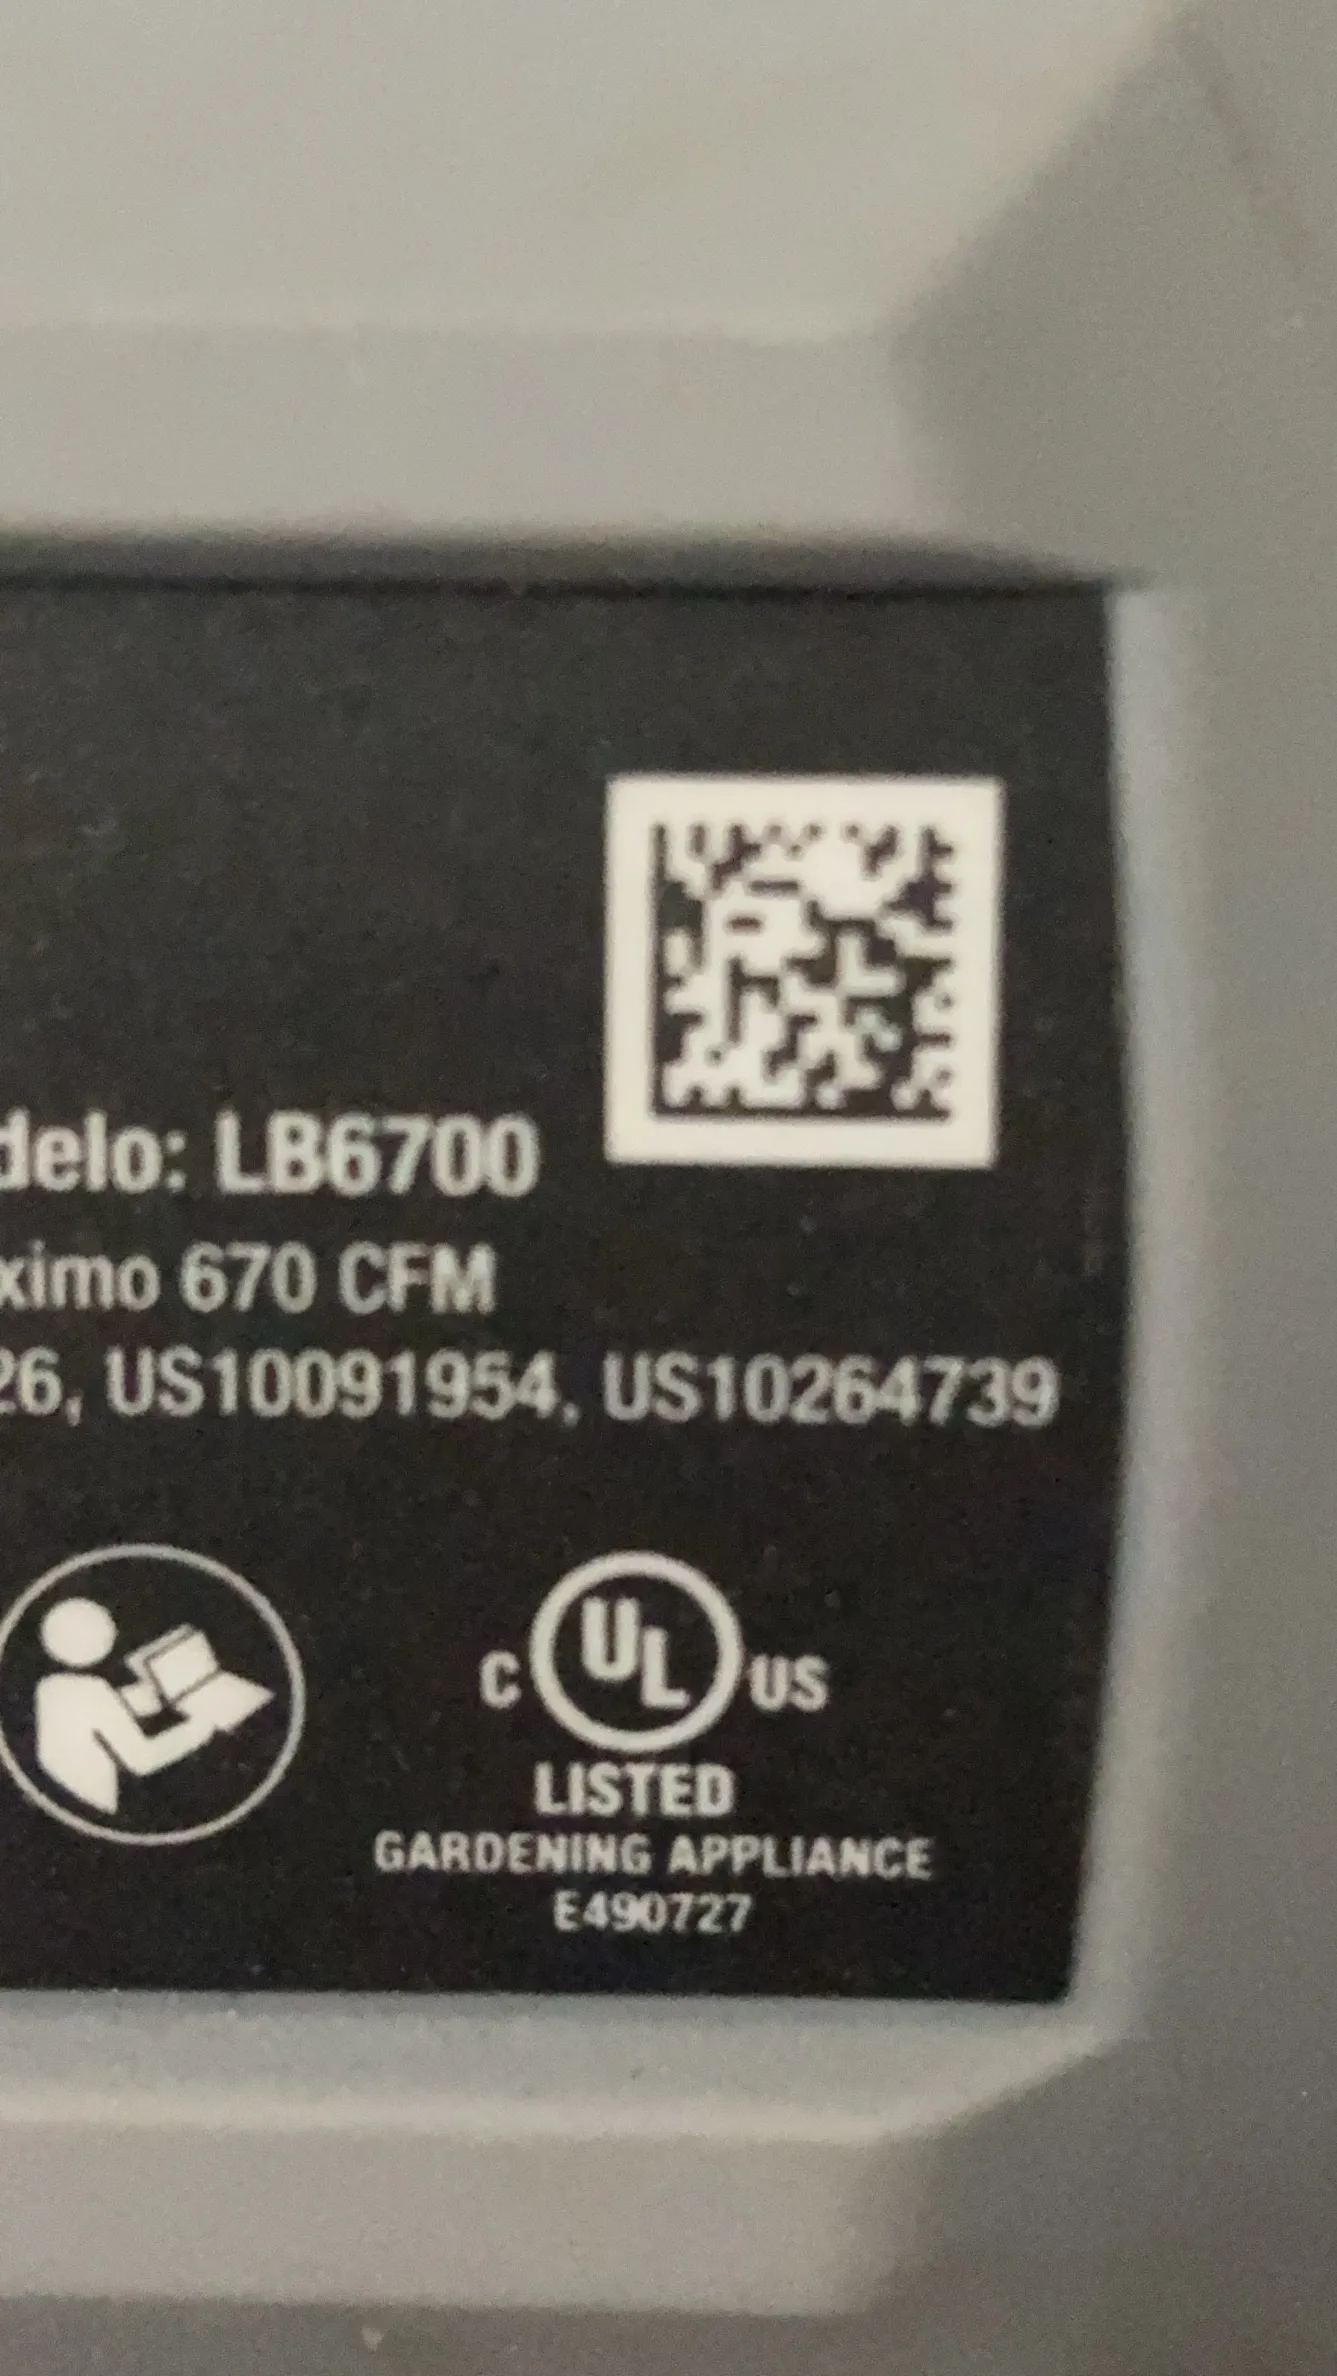 delo: LB6700
ximo 670 CFM
26, US10091954, US10264739
C UL US
LISTED
GARDENING APPLIANCE
E490727